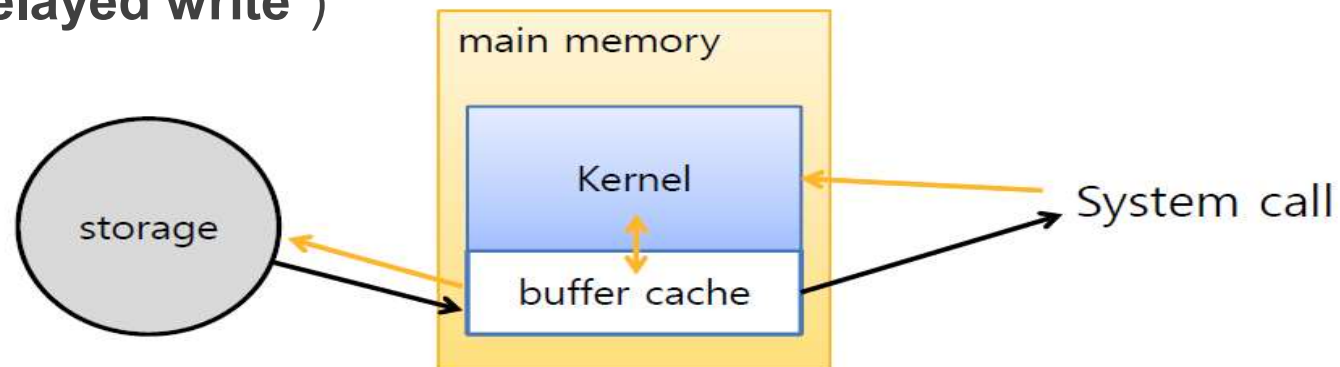 elayed write")
main memory
Kernel
storage
System call
buffer cache